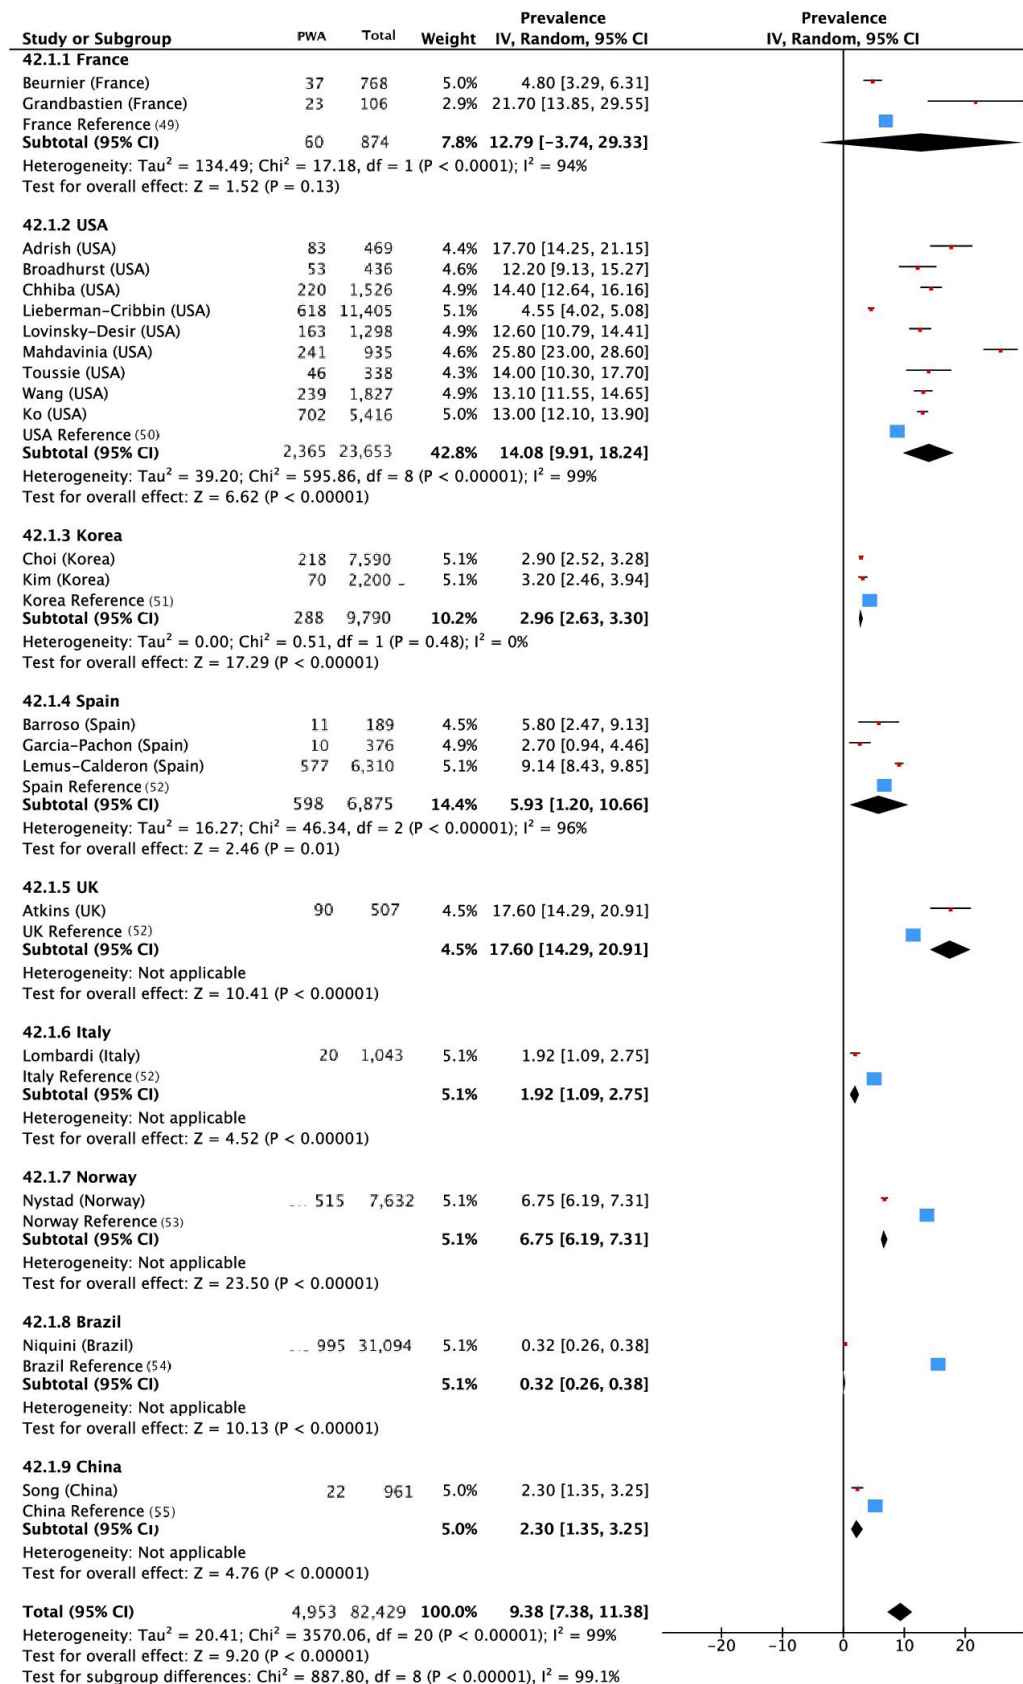 Prevalence Prevalence
Study or Subgroup PWA Total Weight IV, Random, 95% CI IV, Random, 95% CI
42.1.1 France
Beurnier (France) 37 768 5.0% 4.80 [3.29, 6.31]
Grandbastien (France) 23 106 2.9% 21.70 [13.85, 29.55]
France Reference (49)
Subtotal (95% CI) 60 874 7.8% 12.79 [−3.74, 29.33]
Heterogeneity: Tau² = 134.49; Chi² = 17.18, df = 1 (P < 0.0001); I² = 94%
Test for overall effect: Z = 1.52 (P = 0.13)
42.1.2 USA
Adrish (USA) 83 469 4.4% 17.70 [14.25, 21.15]
Broadhurst (USA) 53 436 4.6% 12.20 [9.13, 15.27]
Chhiba (USA) 220 1,526 4.9% 14.40 [12.64, 16.16]
Lieberman-Cribbin (USA) 618 11,405 5.1% 4.55 [4.02, 5.08]
Lovinsky-Desir (USA) 163 1,298 4.9% 12.60 [10.79, 14.41]
Mahdavinia (USA) 241 935 4.6% 25.80 [23.00, 28.60]
Toussie (USA) 46 338 4.3% 14.00 [10.30, 17.70]
Wang (USA) 239 1,827 4.9% 13.10 [11.55, 14.65]
Ko (USA) 702 5,416 5.0% 13.00 [12.10, 13.90]
USA Reference (50)
Subtotal (95% CI) 2,365 23,653 42.8% 14.08 [9.91, 18.24]
Heterogeneity: Tau² = 39.20; Chi² = 595.86, df = 8 (P < 0.00001); I² = 99%
Test for overall effect: Z = 6.62 (P < 0.00001)
42.1.3 Korea
Choi (Korea) 218 7,590 5.1% 2.90 [2.52, 3.28]
Kim (Korea) 70 2,200 5.1% 3.20 [2.46, 3.94]
Korea Reference (51)
Subtotal (95% CI) 288 9,790 10.2% 2.96 [2.63, 3.30]
Heterogeneity: Tau² = 0.00; Chi² = 0.51, df = 1 (P = 0.48); I² = 0%
Test for overall effect: Z = 17.29 (P < 0.00001)
42.1.4 Spain
Barroso (Spain) 11 189 4.5% 5.80 [2.47, 9.13]
Garcia-Pachon (Spain) 10 376 4.9% 2.70 [0.94, 4.46]
Lemus-Calderon (Spain) 577 6,310 5.1% 9.14 [8.43, 9.85]
Spain Reference (52)
Subtotal (95% CI) 598 6,875 14.4% 5.93 [1.20, 10.66]
Heterogeneity: Tau² = 16.27; Chi² = 46.34, df = 2 (P < 0.00001); I² = 96%
Test for overall effect: Z = 2.46 (P = 0.01)
42.1.5 UK
Atkins (UK) 90 507 4.5% 17.60 [14.29, 20.91]
UK Reference (52)
Subtotal (95% CI) 4.5% 17.60 [14.29, 20.91]
Heterogeneity: Not applicable
Test for overall effect: Z = 10.41 (P < 0.00001)
42.1.6 Italy
Lombardi (Italy) 20 1,043 5.1% 1.92 [1.09, 2.75]
Italy Reference (52)
Subtotal (95% CI) 5.1% 1.92 [1.09, 2.75]
Heterogeneity: Not applicable
Test for overall effect: Z = 4.52 (P < 0.00001)
42.1.7 Norway
Nystad (Norway) 515 7,632 5.1% 6.75 [6.19, 7.31]
Norway Reference (53)
Subtotal (95% CI) 5.1% 6.75 [6.19, 7.31]
Heterogeneity: Not applicable
Test for overall effect: Z = 23.50 (P < 0.00001)
42.1.8 Brazil
Niquini (Brazil) 995 31,094 5.1% 0.32 [0.26, 0.38]
Brazil Reference (54)
Subtotal (95% CI) 5.1% 0.32 [0.26, 0.38]
Heterogeneity: Not applicable
Test for overall effect: Z = 10.13 (P < 0.00001)
42.1.9 China
Song (China) 22 961 5.0% 2.30 [1.35, 3.25]
China Reference (55)
Subtotal (95% CI) 5.0% 2.30 [1.35, 3.25]
Heterogeneity: Not applicable
Test for overall effect: Z = 4.76 (P < 0.00001)
Total (95% CI) 4,953 82,429 100.0% 9.38 [7.38, 11.38]
Heterogeneity: Tau² = 20.41; Chi² = 3570.06, df = 20 (P < 0.00001); I² = 99%
Test for overall effect: Z = 9.20 (P < 0.00001)
Test for subgroup differences: Chi² = 887.80, df = 8 (P < 0.00001), I² = 99.1%
−20 −10 0 10 20